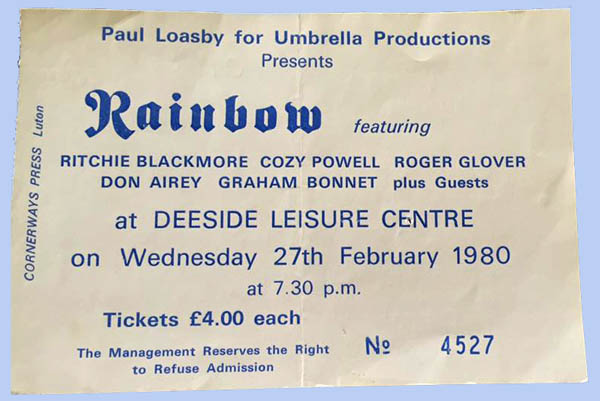 Paul Loasby for Umbrella Productions
Presents
Rainbow featuring
RITCHIE BLACKMORE COZY POWELL ROGER GLOVER
DON AIREY GRAHAM BONNET plus Guests
at DEESIDE LEISURE CENTRE
on Wednesday 27th February 1980
at 7.30 p.m.
Tickets £4.00 each
The Management Reserves the Right
to Refuse Admission
No 4527
CORNERWAYS PRESS Luton